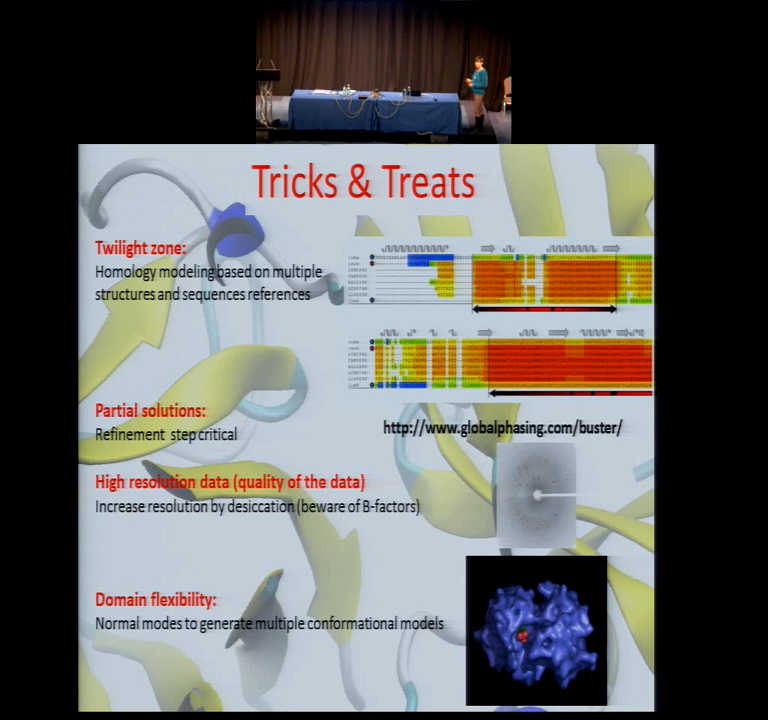 Tricks & Treats
Twilight zone:
Homology modeling based on multiple
structures and sequences references
Partial solutions:
Refinement step critical
http://www.globalphasing.com/buster/
High resolution data (quality of the data)
Increase resolution by desiccation (beware of B-factors)
Domain flexibility:
Normal modes to generate multiple conformational models